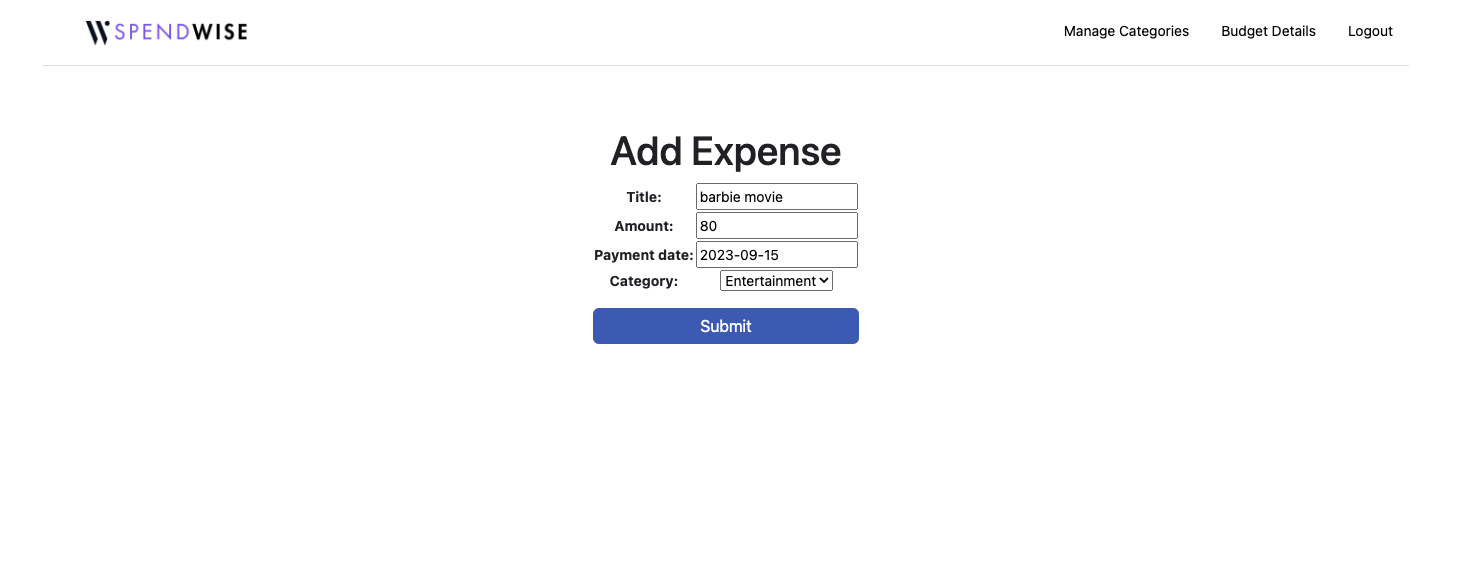 SPENDWISE Manage Categories Budget Details Logout
Add Expense
Title: barbie movie
Amount: 80
Payment date: 2023-09-15
Category: Entertainment
Submit